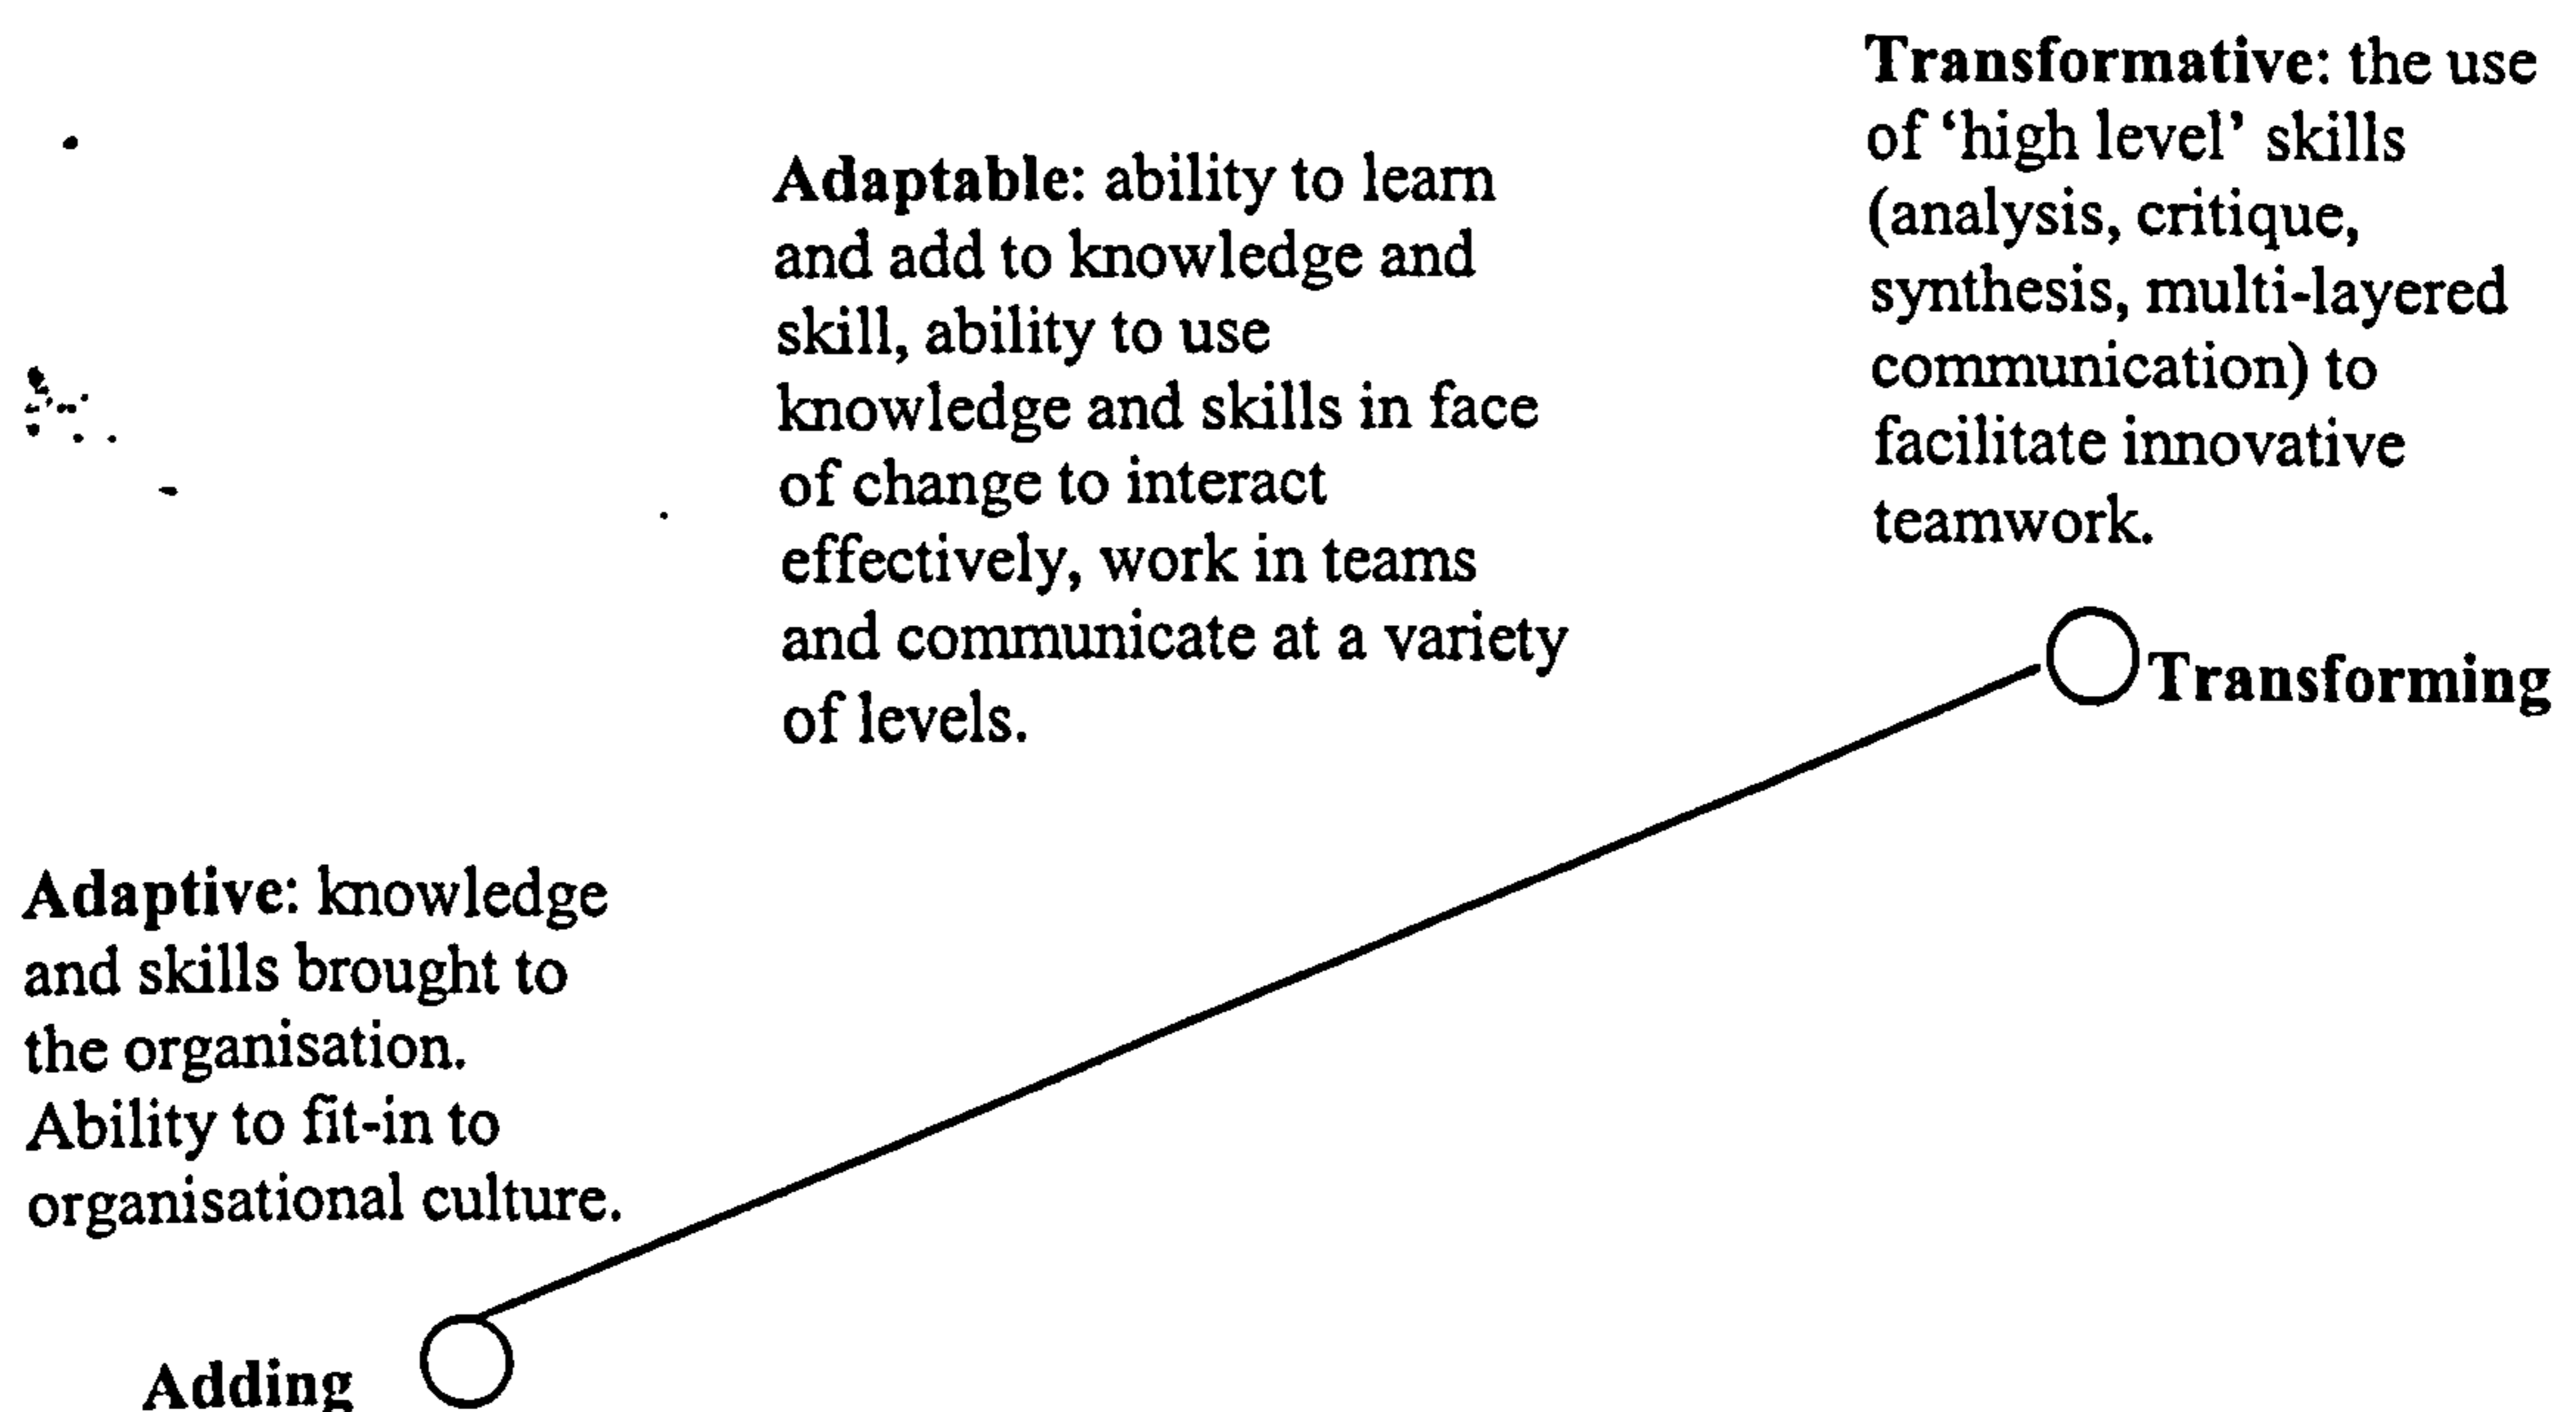 Transformative: the use
of ‘high level’ skills
(analysis, critique,
synthesis, multi-layered
communication) to
facilitate innovative
teamwork.
Adaptable: ability to learn
and add to knowledge and
skill, ability to use
knowledge and skills in face
of change to interact
effectively, work in teams
and communicate at a variety
of levels.
Transforming
Adaptive: knowledge
and skills brought to
the organisation.
Ability to fit-in to
organisational culture.
Adding